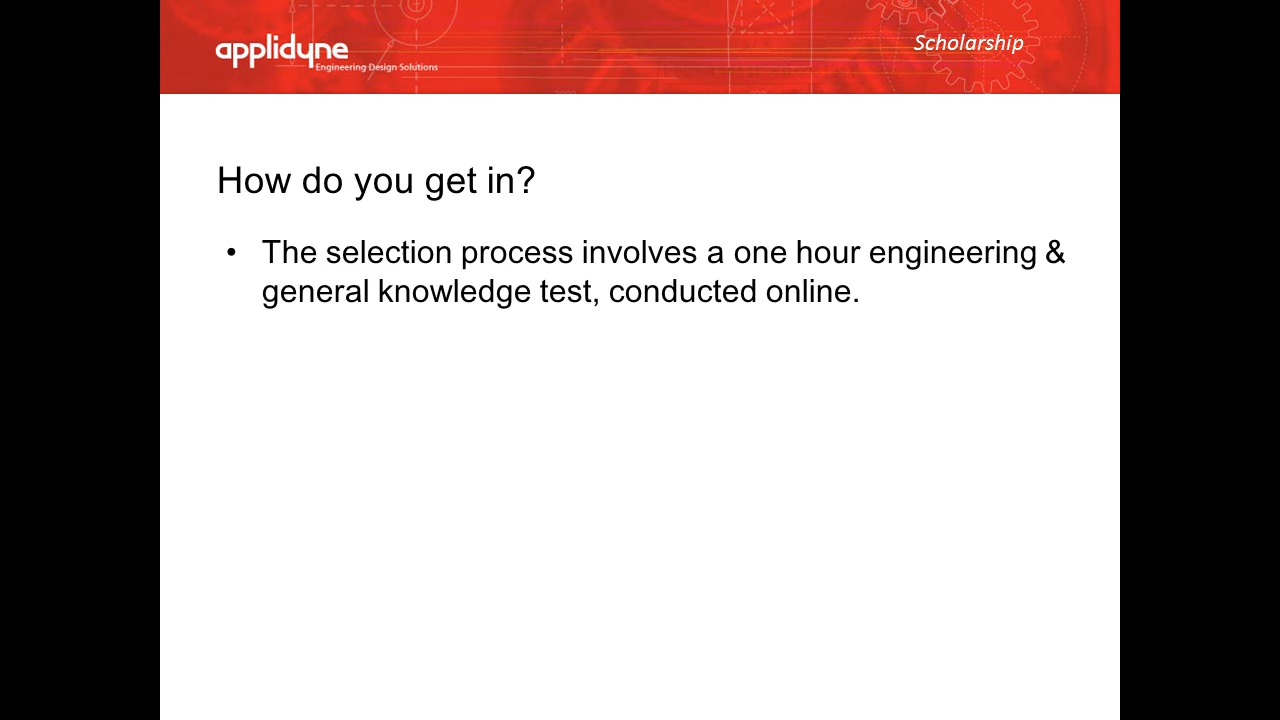 applidyne
Engineering Design Solutions
Scholarship
How do you get in?
• The selection process involves a one hour engineering &
general knowledge test, conducted online.